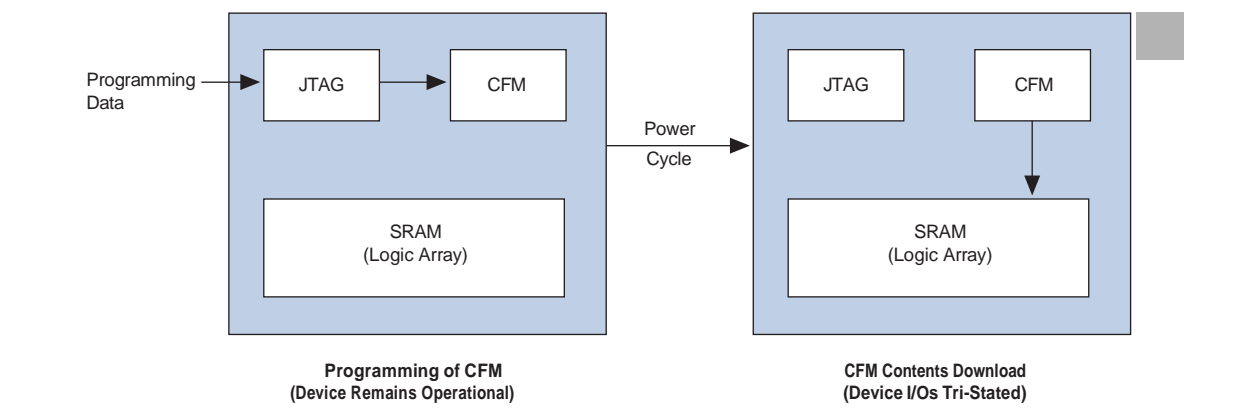 Programming
Data
JTAG
CFM
SRAM
(Logic Array)
Programming of CFM
(Device Remains Operational)
Power
Cycle
JTAG
CFM
SRAM
(Logic Array)
CFM Contents Download
(Device I/Os Tri-Stated)